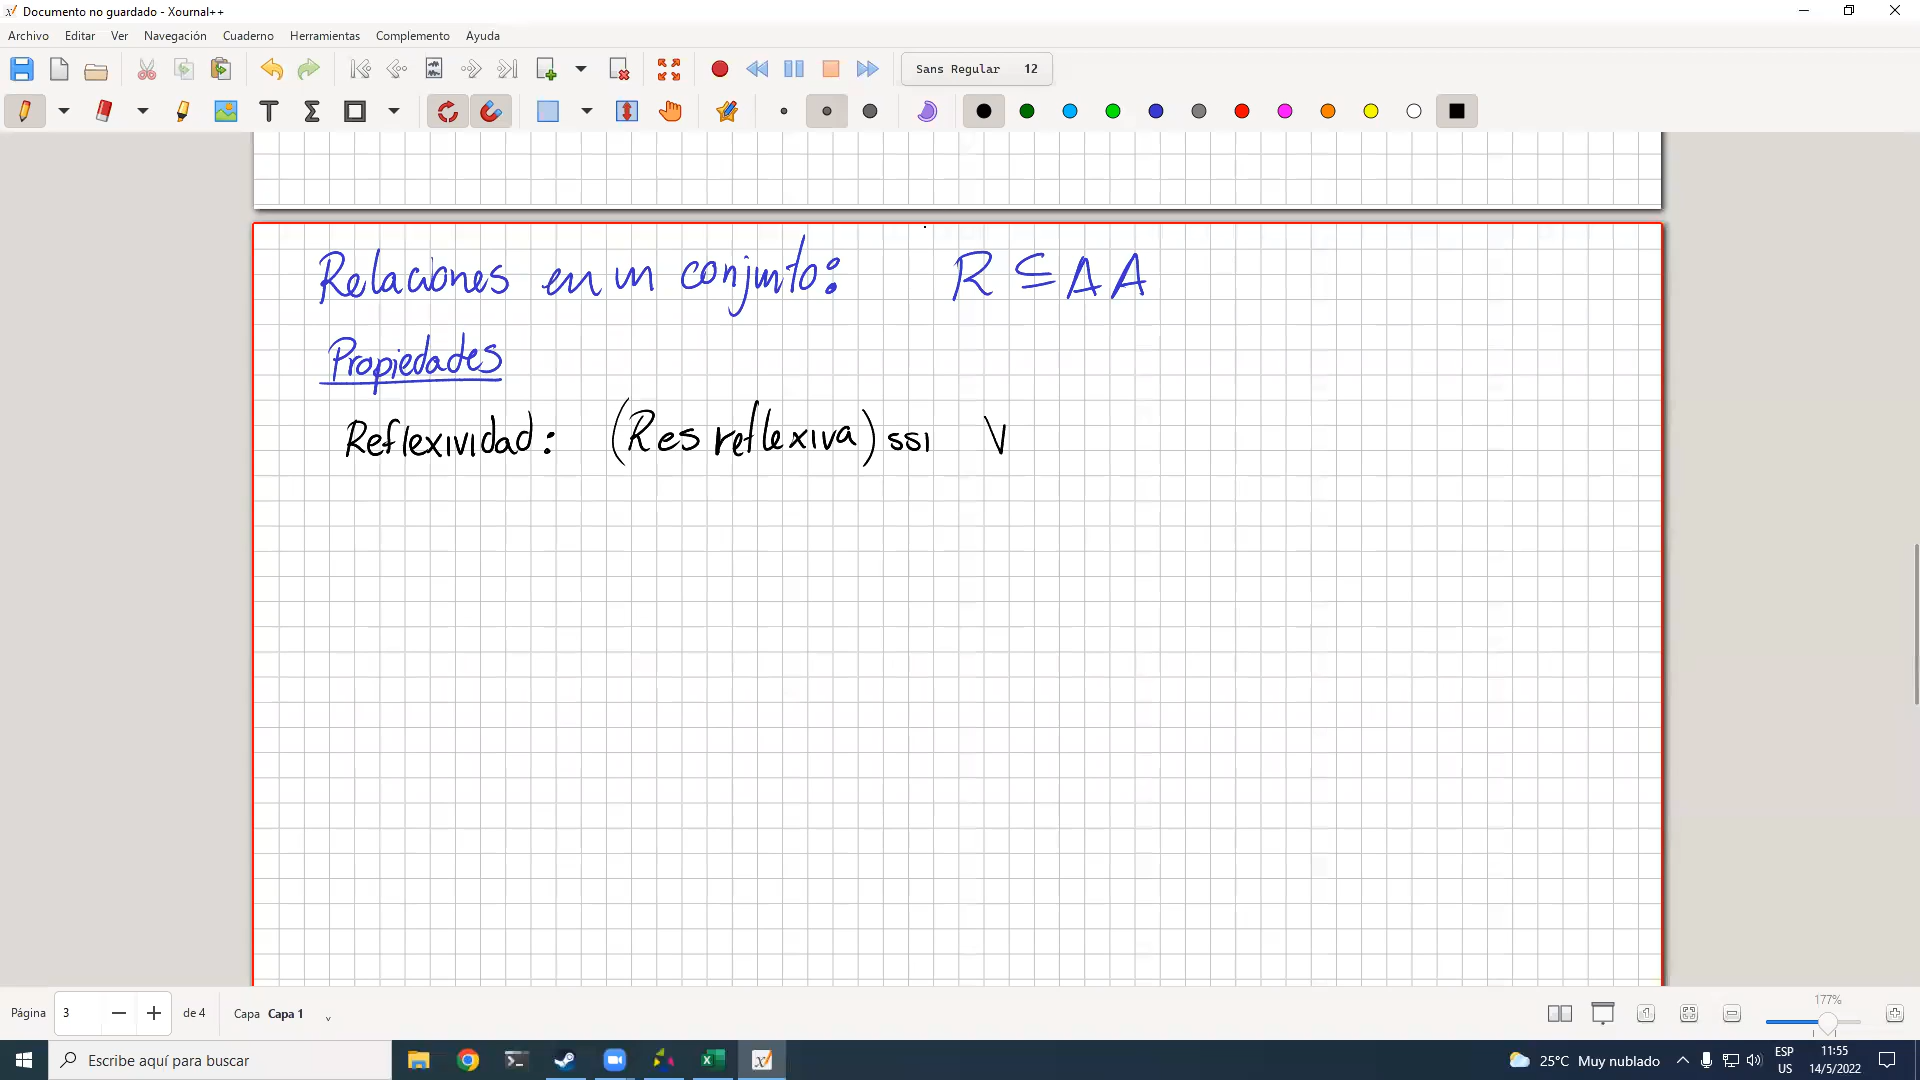 Documento no guardado - Xournal++
Archivo Editar Ver Navegación Cuaderno Herramientas Complemento Ayuda
Sans Regular 12
Relaciones en un conjunto: R ⊆ A A
Propiedades
Reflexividad: (R es reflexiva) ssi V
Página 3 de 4 Capa Capa 1
177%
Escribe aquí para buscar
25°C Muy nublado
ESP
US
11:55
14/5/2022